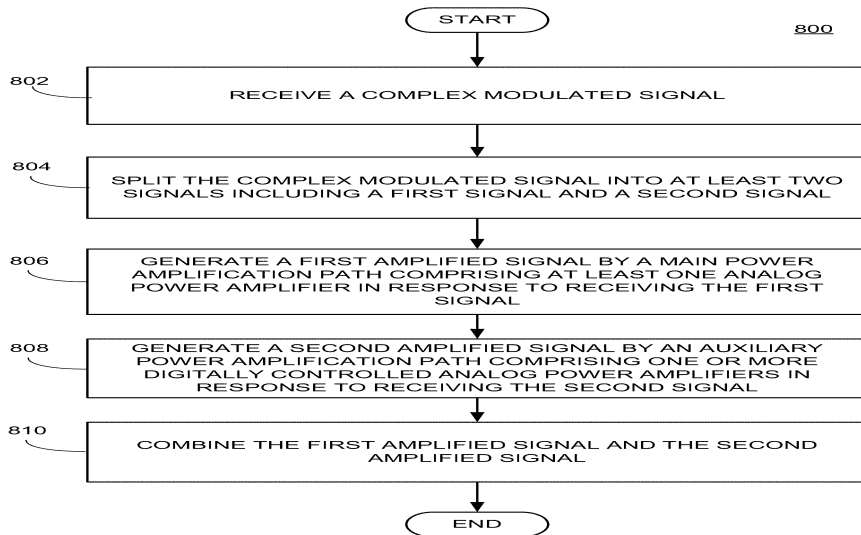 START
800
802
RECEIVE A COMPLEX MODULATED SIGNAL
804
SPLIT THE COMPLEX MODULATED SIGNAL INTO AT LEAST TWO
SIGNALS INCLUDING A FIRST SIGNAL AND A SECOND SIGNAL
806
GENERATE A FIRST AMPLIFIED SIGNAL BY A MAIN POWER
AMPLIFICATION PATH COMPRISING AT LEAST ONE ANALOG
POWER AMPLIFIER IN RESPONSE TO RECEIVING THE FIRST
SIGNAL
808
GENERATE A SECOND AMPLIFIED SIGNAL BY AN AUXILIARY
POWER AMPLIFICATION PATH COMPRISING ONE OR MORE
DIGITALLY CONTROLLED ANALOG POWER AMPLIFIERS IN
RESPONSE TO RECEIVING THE SECOND SIGNAL
810
COMBINE THE FIRST AMPLIFIED SIGNAL AND THE SECOND
AMPLIFIED SIGNAL
END